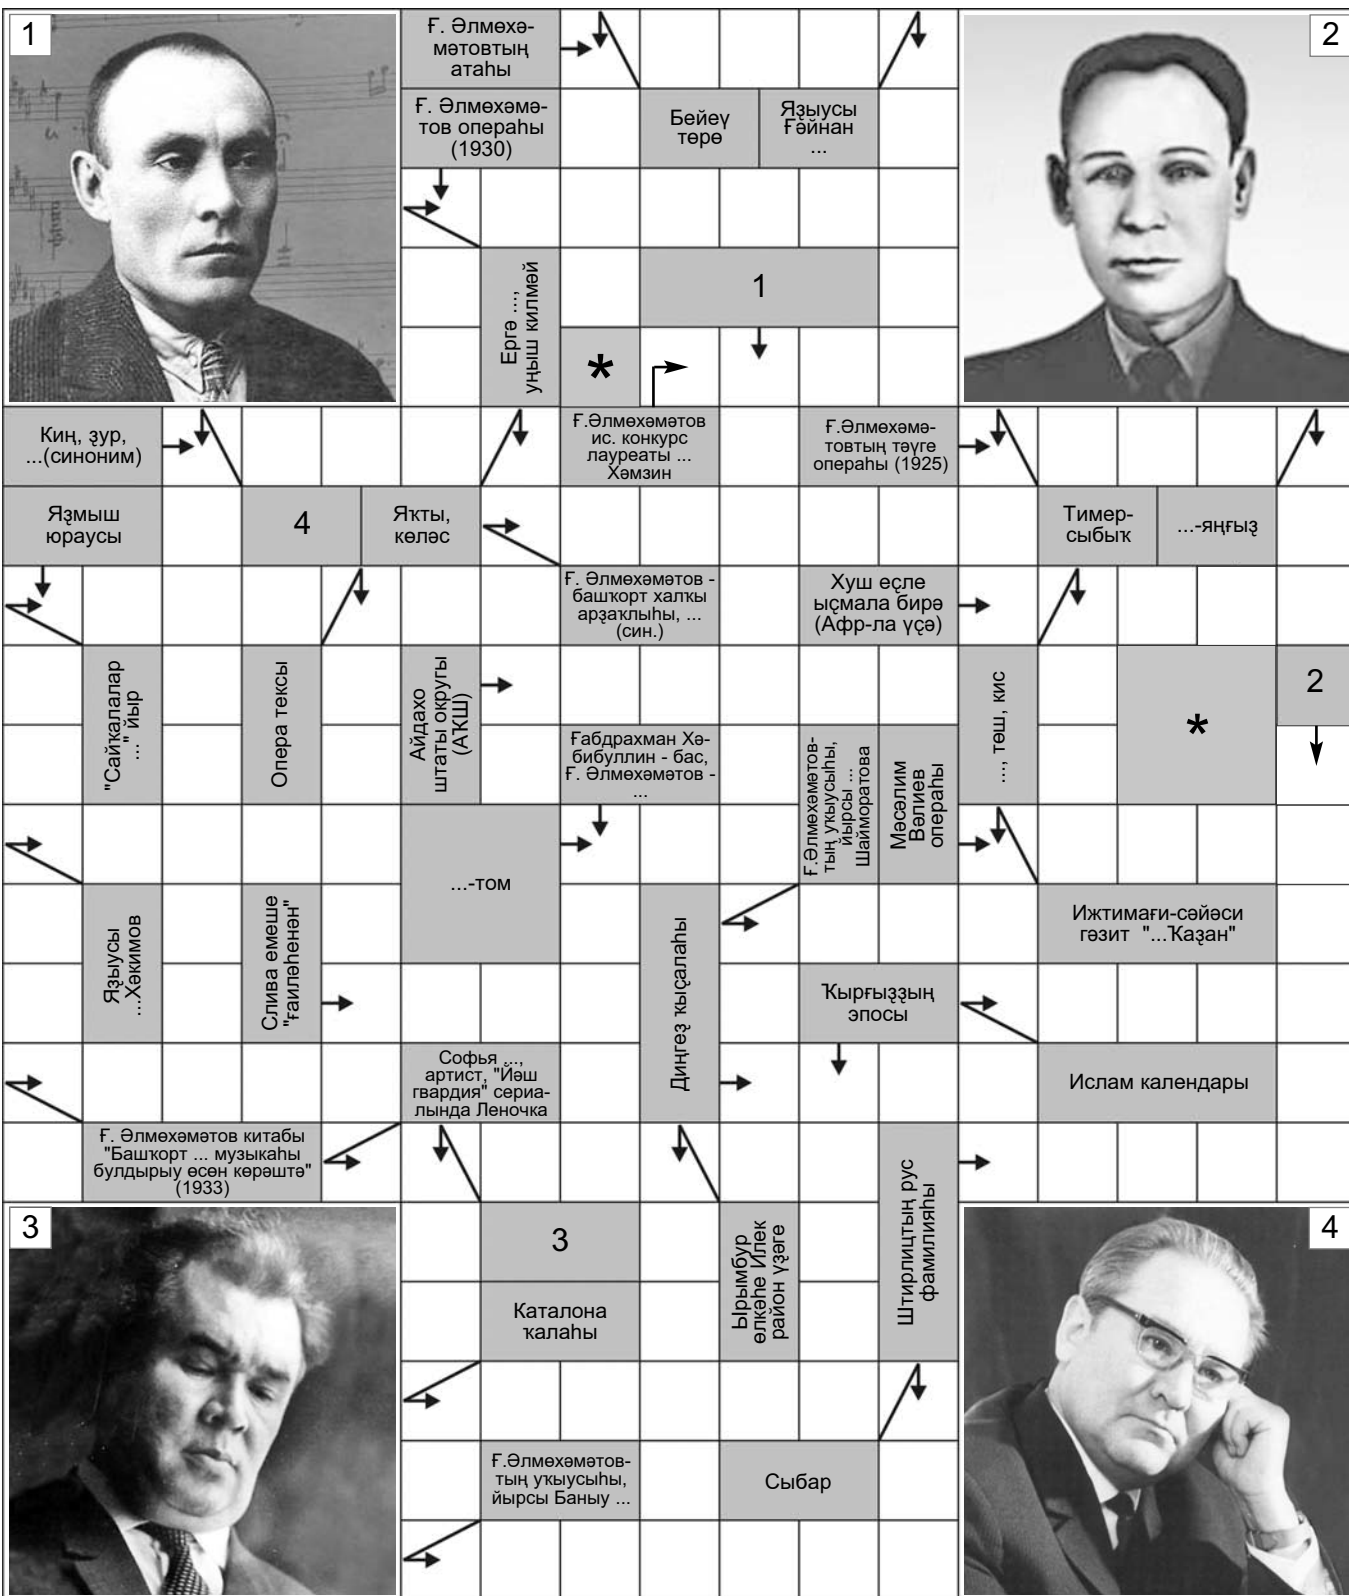 1
Ғ. Әлмөхә-
мәтовтың
атаһы
2
Ғ. Әлмөхәмә-
тов операһы
(1930)
Бейеү
төрө
Яҙыусы
Ғәйнан
...
Ергә ...,
уңыш килмәй
1
*
Киң, ҙур,
...(синоним)
Ғ.Әлмөхәмәтов
ис. конкурс
лауреаты ...
Хәмзин
Ғ.Әлмөхәмә-
товтың тәүге
операһы (1925)
Яҙмыш
юраусы
4
Яҡты,
көләс
Тимер-
сыбыҡ
...-яңғыҙ
Ғ. Әлмөхәмәтов -
башҡорт халҡы
арҙаҡлыһы, ...
(син.)
Хуш еҫле
ыҫмала бирә
(Афр-ла үҫә)
"Сайҡалалар
..." йыр
Опера тексы
Айдахо
штаты округы
(АҠШ)
..., төш, кис
*
2
Ғабдрахман Хә-
бибуллин - бас,
Ғ. Әлмөхәмәтов -
...
Ғ.Әлмөхәмәтов-
тың уҡыусыһы,
йырсы ...
Шайморатова
Мәсәлим
Вәлиев
операһы
...-том
Яҙыусы
...Хәкимов
Слива емеше
"ғаиләһенән"
Диңгеҙ ҡыҫалаһы
Ижтимағи-сәйәси
гәзит "...Ҡаҙан"
Ҡырғыҙҙың
эпосы
Софья ...,
артист, "Йәш
гвардия" сериа-
лында Леночка
Ислам календары
Ғ. Әлмөхәмәтов китабы
"Башҡорт ... музыкаһы
булдырыу өсөн көрәштә"
(1933)
Штирлицтың рус
фамилияһы
3
3
Ырымбур
өлкәһе Илек
район үҙәге
4
Каталона
ҡалаһы
Ғ.Әлмөхәмәтов-
тың уҡыусыһы,
йырсы Баныу ...
Сыбар